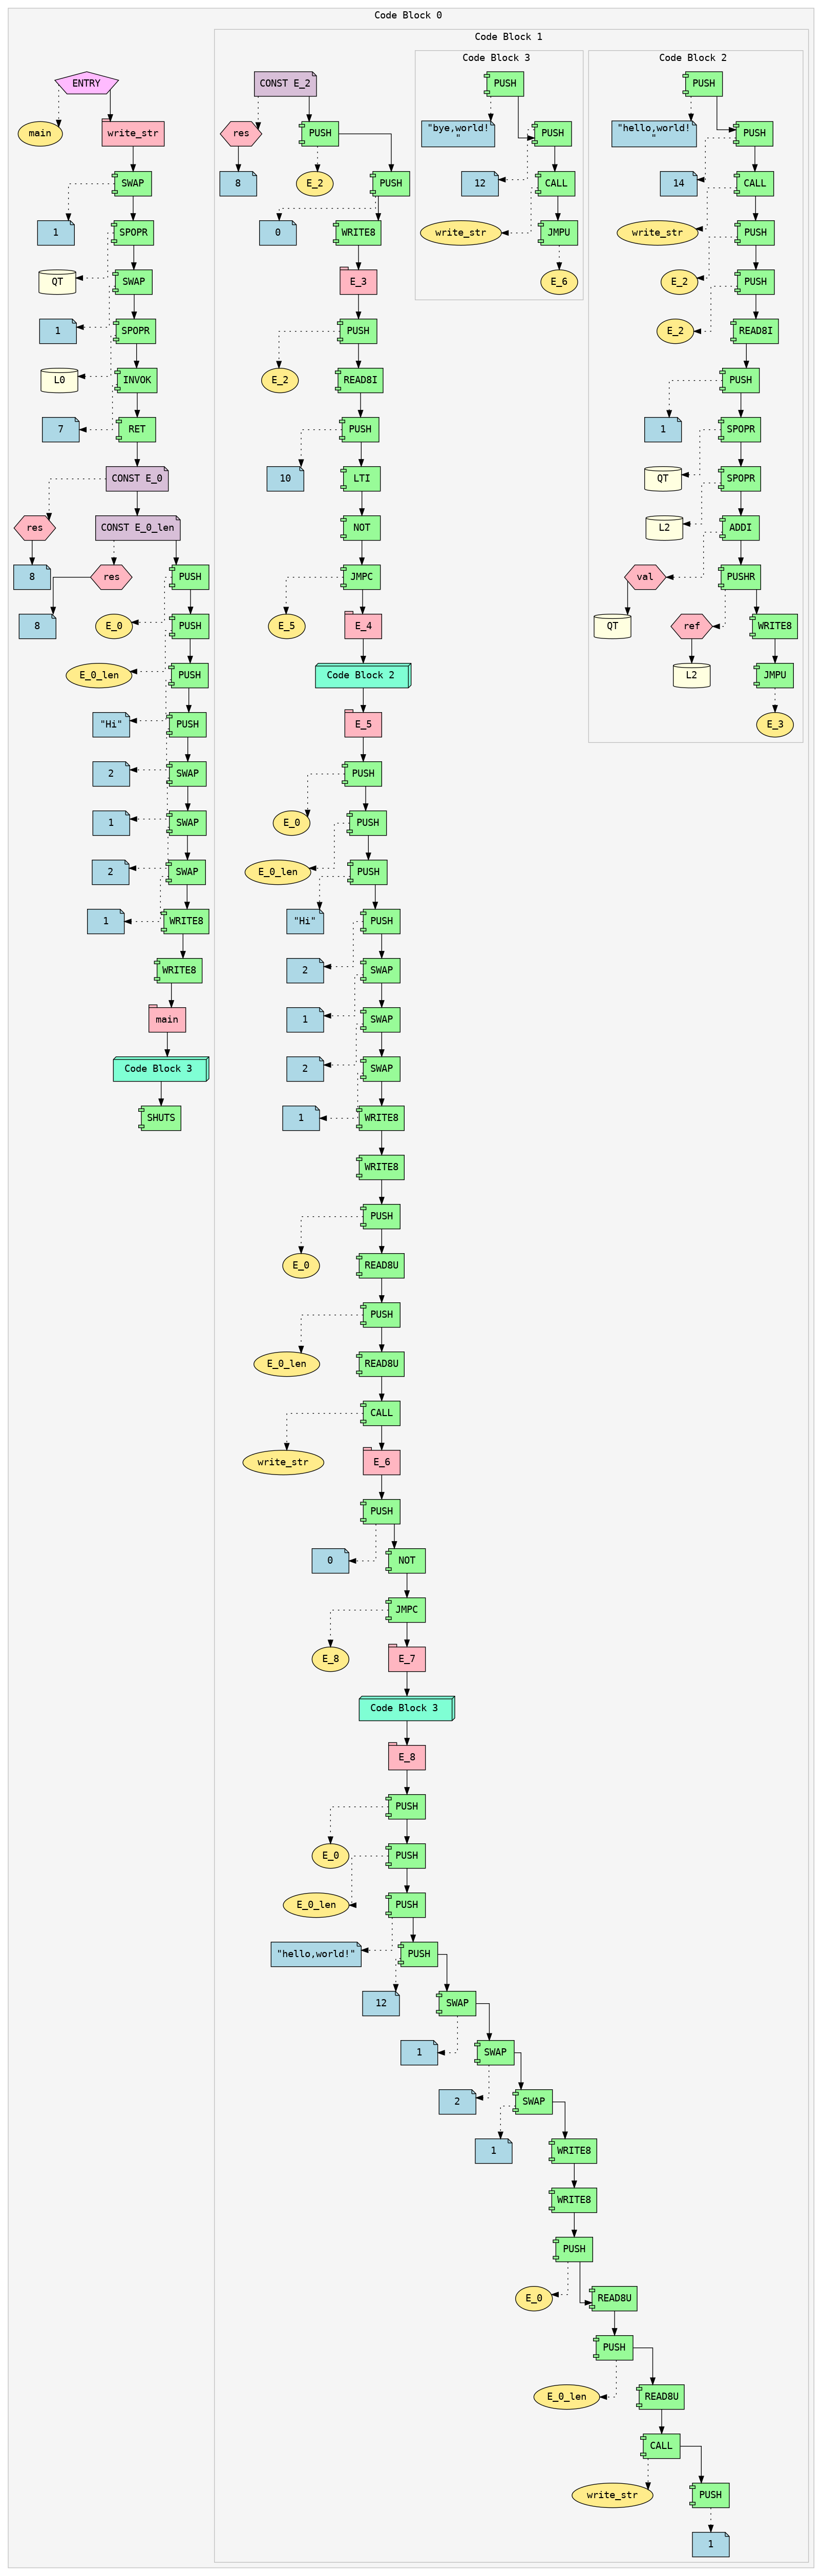 Code Block 0
ENTRY
main
write_str
SWAP
1
SPOPR
QT
SWAP
1
SPOPR
L0
INVOK
7
RET
CONST E_0
res
CONST E_0_len
8
res
PUSH
8
E_0
PUSH
E_0_len
PUSH
"Hi"
PUSH
2
SWAP
1
SWAP
2
SWAP
1
WRITE8
WRITE8
main
Code Block 3
SHUTS
Code Block 1
CONST E_2
res
PUSH
8
E_2
PUSH
0
WRITE8
E_3
PUSH
E_2
READ8I
PUSH
10
LTI
NOT
JMPC
E_5
E_4
Code Block 2
E_5
PUSH
E_0
PUSH
E_0_len
PUSH
"Hi"
PUSH
2
SWAP
1
SWAP
2
SWAP
1
WRITE8
WRITE8
PUSH
E_0
READ8U
PUSH
E_0_len
READ8U
CALL
write_str
E_6
PUSH
0
NOT
JMPC
E_8
E_7
Code Block 3
E_8
PUSH
E_0
PUSH
E_0_len
PUSH
"hello,world!"
PUSH
12
SWAP
1
SWAP
2
SWAP
1
WRITE8
WRITE8
PUSH
E_0
READ8U
PUSH
E_0_len
READ8U
CALL
write_str
PUSH
1
Code Block 3
PUSH
"bye,world!
"
PUSH
12
CALL
write_str
JMPU
E_6
Code Block 2
PUSH
"hello,world!
"
PUSH
14
CALL
write_str
PUSH
E_2
PUSH
E_2
READ8I
PUSH
1
SPOPR
QT
SPOPR
L2
ADDI
val
PUSHR
QT
ref
WRITE8
L2
JMPU
E_3